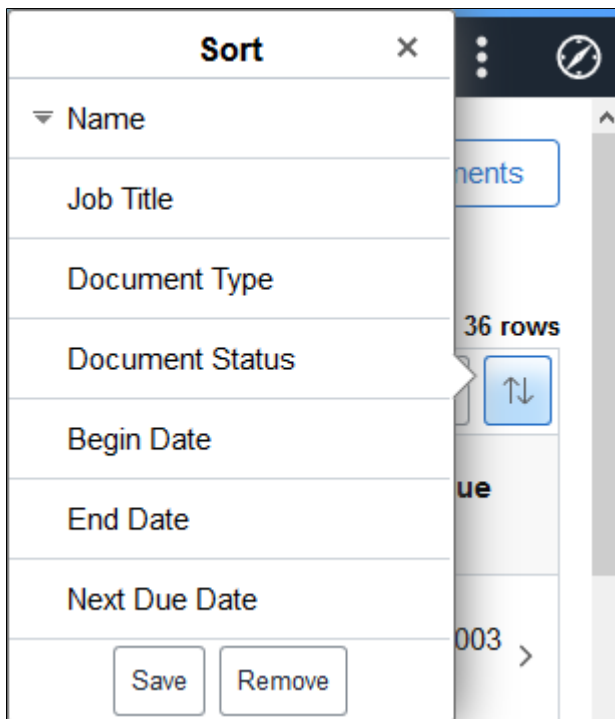 Sort
Name
Job Title
Document Type
Document Status
Begin Date
End Date
Next Due Date
Save Remove
nents
36 rows
ue
003